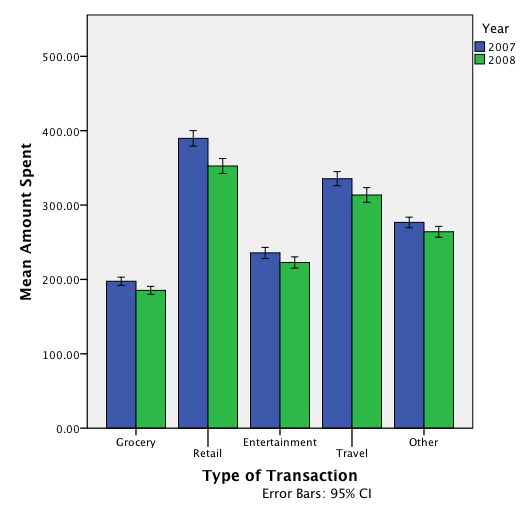 Year
2007
2008
500.00
400.00
300.00
200.00
100.00
0.00
Mean Amount Spent
Grocery
Retail
Entertainment
Travel
Other
Type of Transaction
Error Bars: 95% CI